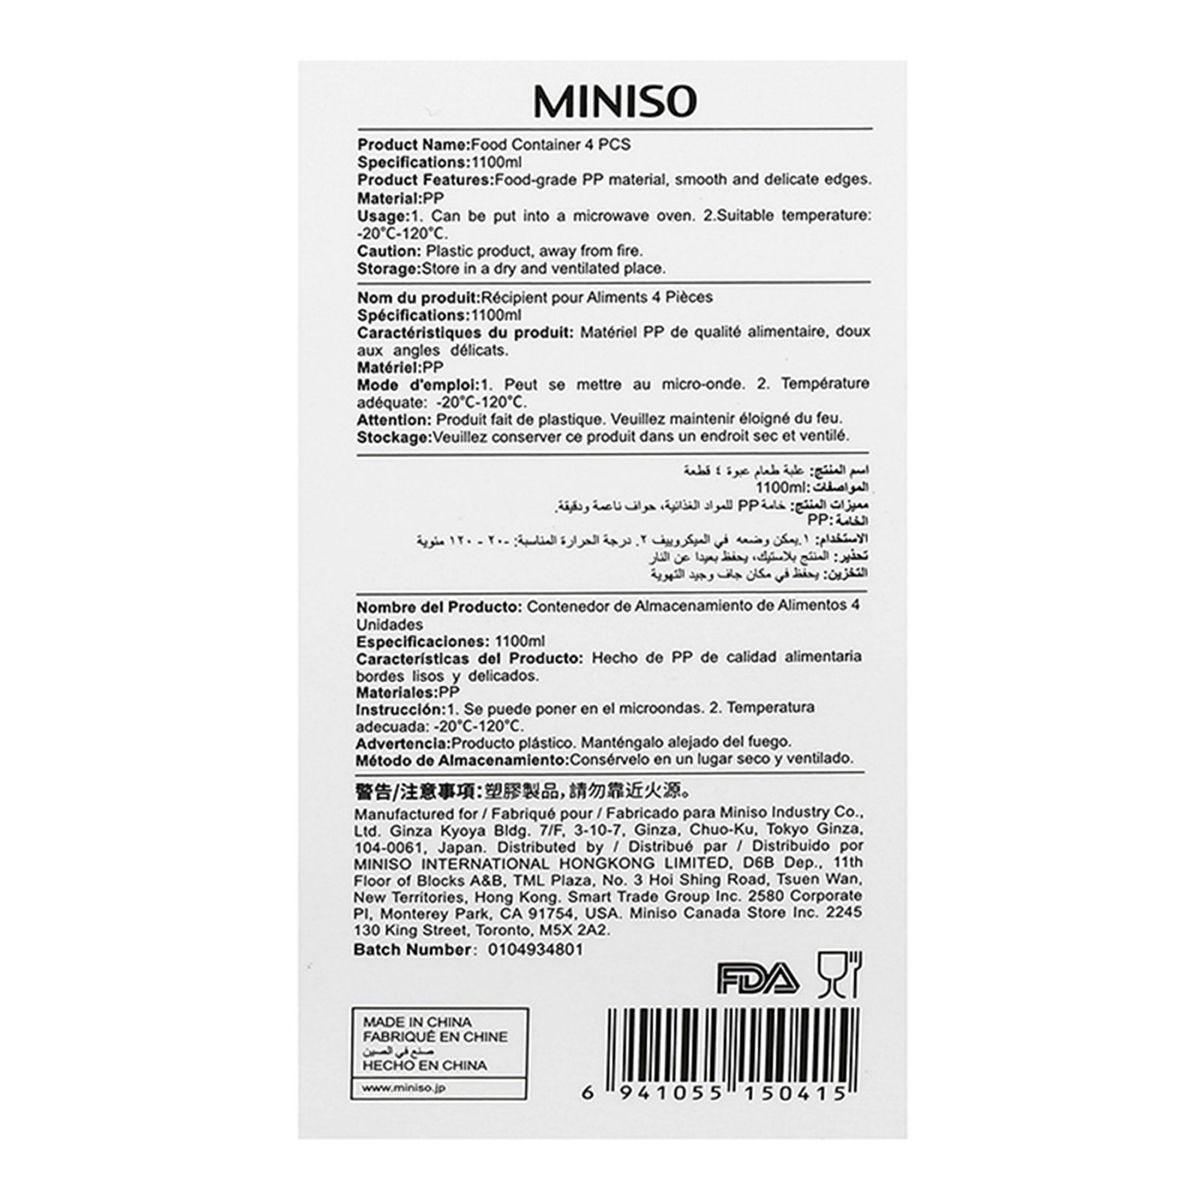 MINISO
Product Name:Food Container 4 PCS
Specifications:1100ml
Product Features:Food-grade PP material, smooth and delicate edges.
Material:PP
Usage:1. Can be put into a microwave oven. 2.Suitable temperature:
-20°C-120°C.
Caution: Plastic product, away from fire.
Storage:Store in a dry and ventilated place.
Nom du produit:Récipient pour Aliments 4 Pièces
Spécifications:1100ml
Caractéristiques du produit: Matériel PP de qualité alimentaire, doux
aux angles délicats.
Matériel:PP
Mode d'emploi:1. Peut se mettre au micro-onde. 2. Température
adéquate: -20°C-120°C.
Attention: Produit fait de plastique. Veuillez maintenir éloigné du feu.
Stockage:Veuillez conserver ce produit dans un endroit sec et ventilé.
اسم المنتج: علبة طعام عبوة ٤ قطعة
المواصفات: 1100ml
مميزات المنتج: خامة PP للمواد الغذائية، حواف ناعمة ودقيقة.
الخامة: PP
الاستخدام: ١.يمكن وضعه في الميكروييف ٢. درجة الحرارة المناسبة: -٢٠ - ١٢٠ مئوية
تحذير: المنتج بلاستيك، يحفظ بعيدا عن النار
التخزين: يحفظ في مكان جاف وجيد التهوية
Nombre del Producto: Contenedor de Almacenamiento de Alimentos 4
Unidades
Especificaciones: 1100ml
Características del Producto: Hecho de PP de calidad alimentaria
bordes lisos y delicados.
Materiales:PP
Instrucción:1. Se puede poner en el microondas. 2. Temperatura
adecuada: -20°C-120°C.
Advertencia:Producto plástico. Manténgalo alejado del fuego.
Método de Almacenamiento:Consérvelo en un lugar seco y ventilado.
警告/注意事項:塑膠製品,請勿靠近火源。
Manufactured for / Fabriqué pour / Fabricado para Miniso Industry Co.,
Ltd. Ginza Kyoya Bldg. 7/F, 3-10-7, Ginza, Chuo-Ku, Tokyo Ginza,
104-0061, Japan. Distributed by / Distribué par / Distribuido por
MINISO INTERNATIONAL HONGKONG LIMITED, D6B Dep., 11th
Floor of Blocks A&B, TML Plaza, No. 3 Hoi Shing Road, Tsuen Wan,
New Territories, Hong Kong. Smart Trade Group Inc. 2580 Corporate
Pl, Monterey Park, CA 91754, USA. Miniso Canada Store Inc. 2245
130 King Street, Toronto, M5X 2A2.
Batch Number: 0104934801
FDA
MADE IN CHINA
FABRIQUÉ EN CHINE
صنع في الصين
HECHO EN CHINA
www.miniso.jp
6 941055 150415